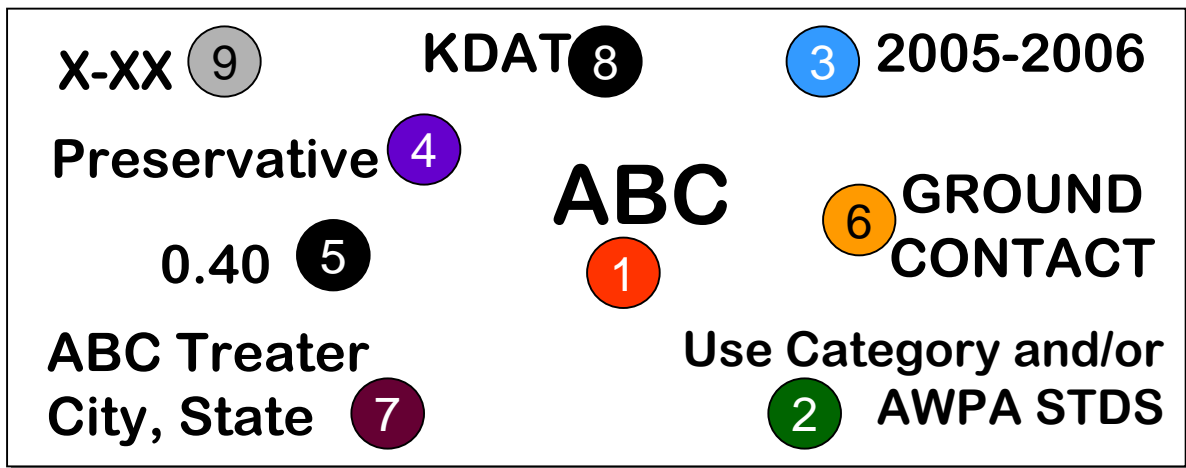 X-XX 9 KDAT 8 3 2005-2006
Preservative 4
ABC
1
6 GROUND
CONTACT
0.40 5
ABC Treater
City, State 7
Use Category and/or
2 AWPA STDS